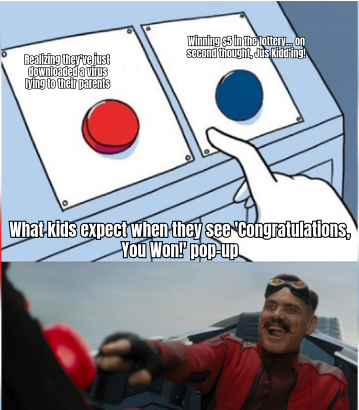 Realizing they've just
downloaded a virus
lying to their parents
Winning $5 in the lottery... on
second thought, Jus Kidding!
What kids expect when they see 'Congratulations,
You Won!' pop-up